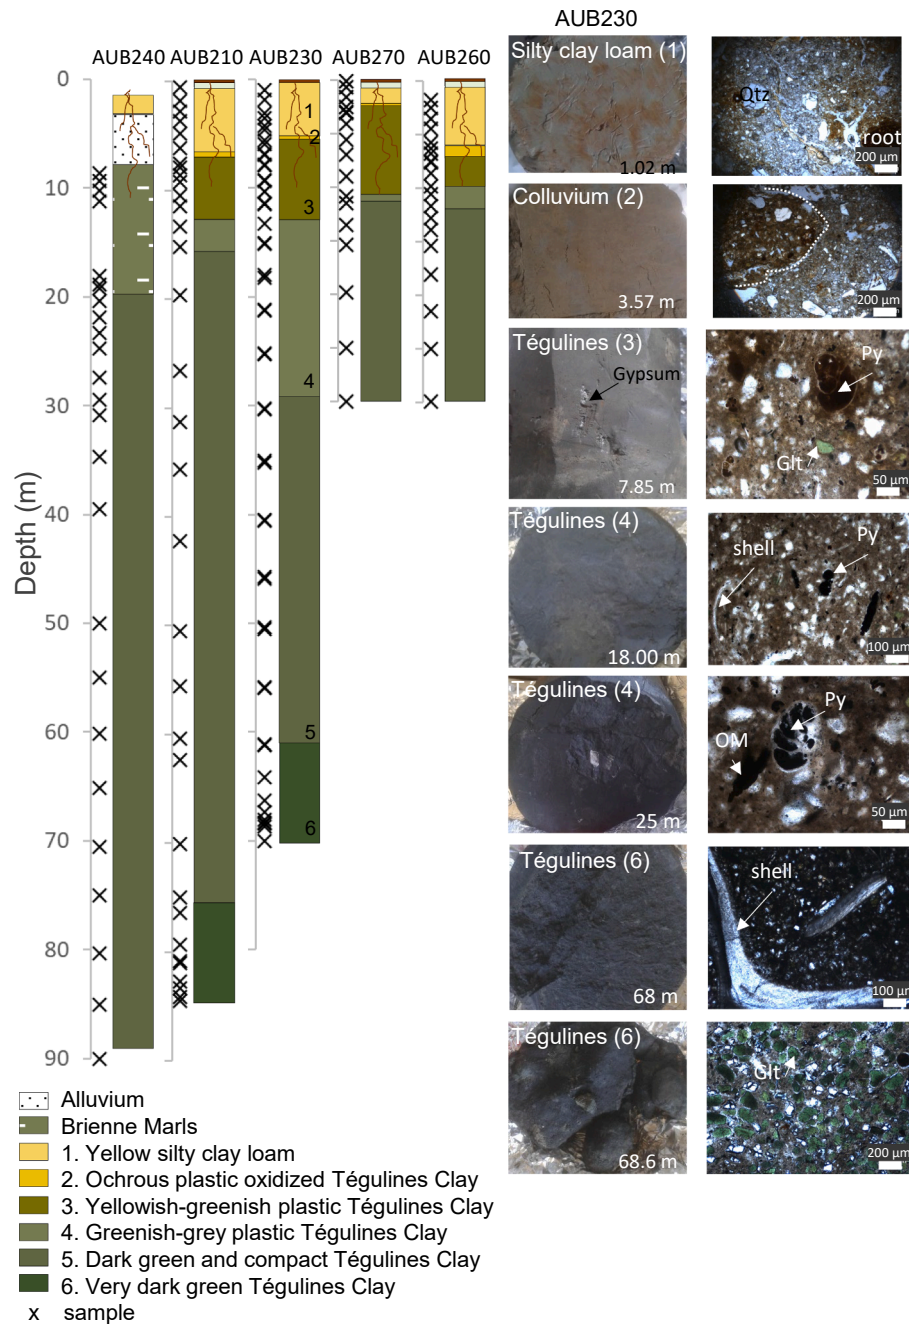 AUB230
AUB240 AUB210 AUB230 AUB270 AUB260
Depth (m)
0
10
20
30
40
50
60
70
80
90
1
2
3
4
5
6
Silty clay loam (1)
1.02 m
Qtz
root
200 µm
Colluvium (2)
3.57 m
200 µm
Tégulines (3)
Gypsum
7.85 m
Py
Glt
50 µm
Tégulines (4)
18.00 m
shell
Py
100 µm
Tégulines (4)
25 m
Py
OM
50 µm
Tégulines (6)
68 m
shell
100 µm
Tégulines (6)
68.6 m
Glt
200 µm
Alluvium
Brienne Marls
1. Yellow silty clay loam
2. Ochrous plastic oxidized Tégulines Clay
3. Yellowish-greenish plastic Tégulines Clay
4. Greenish-grey plastic Tégulines Clay
5. Dark green and compact Tégulines Clay
6. Very dark green Tégulines Clay
x sample